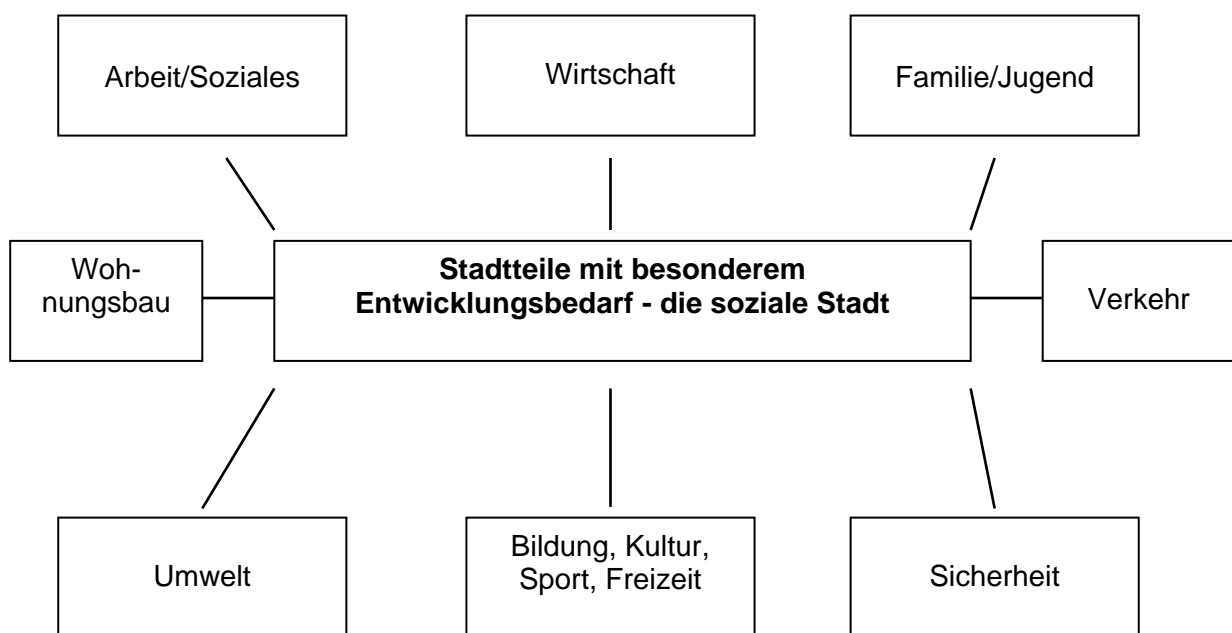 Arbeit/Soziales
Wirtschaft
Familie/Jugend
Woh-
nungsbau
Stadtteile mit besonderem
Entwicklungsbedarf - die soziale Stadt
Verkehr
Umwelt
Bildung, Kultur,
Sport, Freizeit
Sicherheit